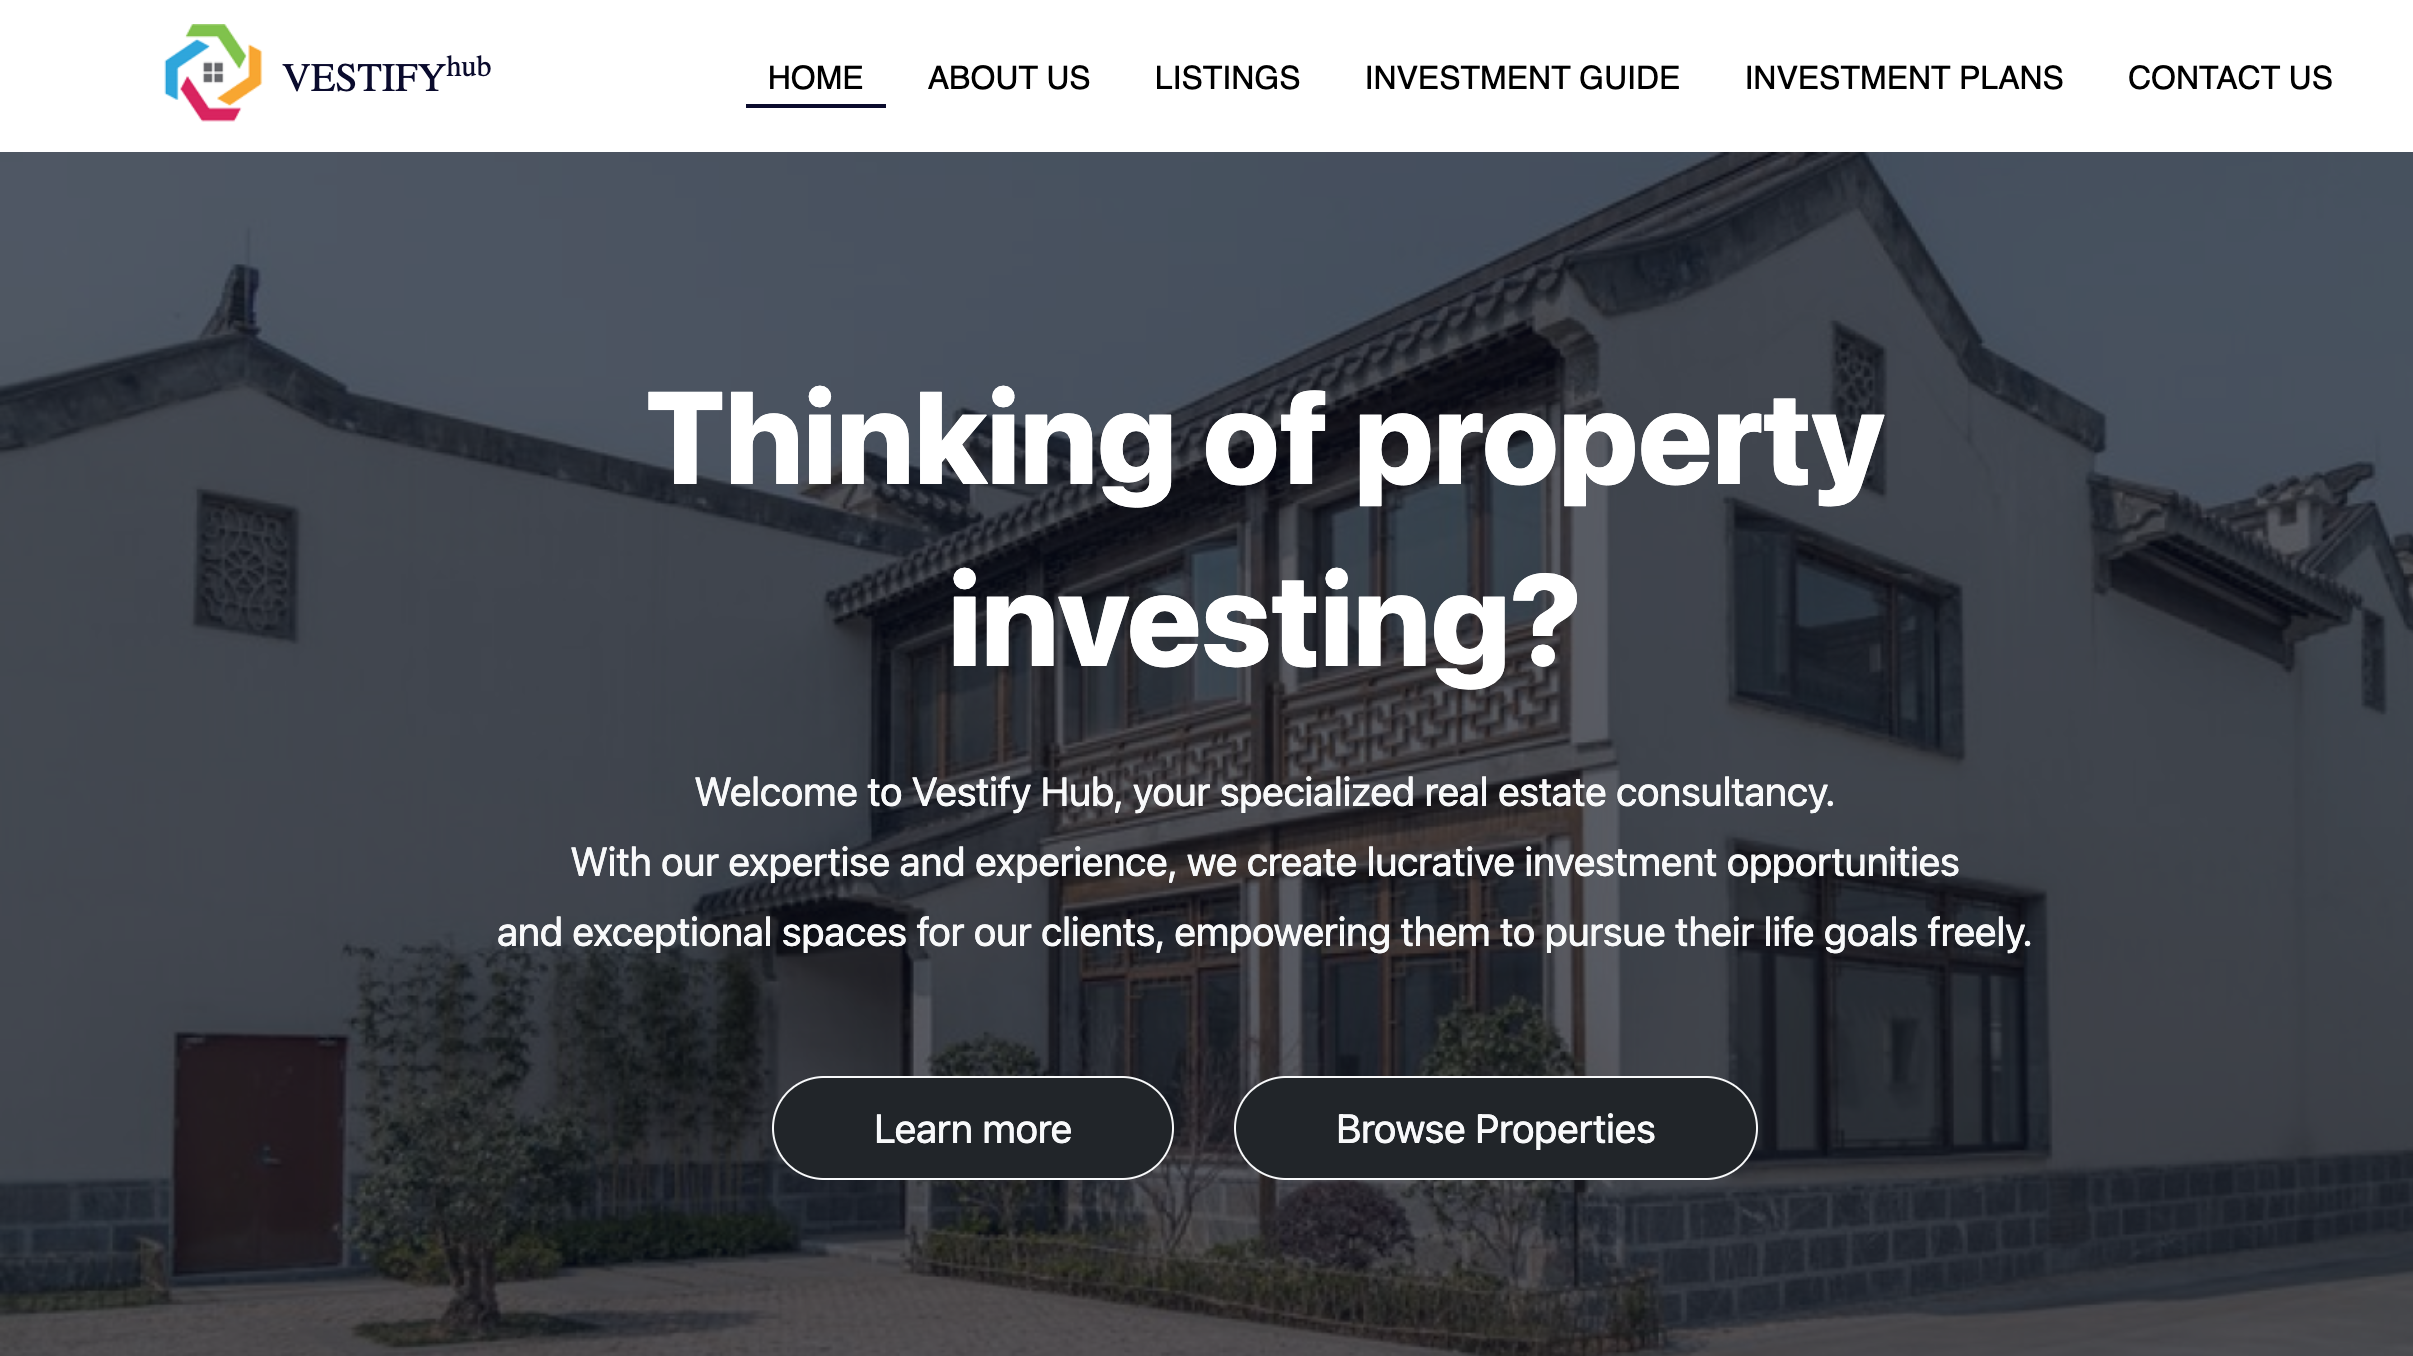 VESTIFYhub
HOME
ABOUT US
LISTINGS
INVESTMENT GUIDE
INVESTMENT PLANS
CONTACT US
Thinking of property
investing?
Welcome to Vestify Hub, your specialized real estate consultancy.
With our expertise and experience, we create lucrative investment opportunities
and exceptional spaces for our clients, empowering them to pursue their life goals freely.
Learn more
Browse Properties